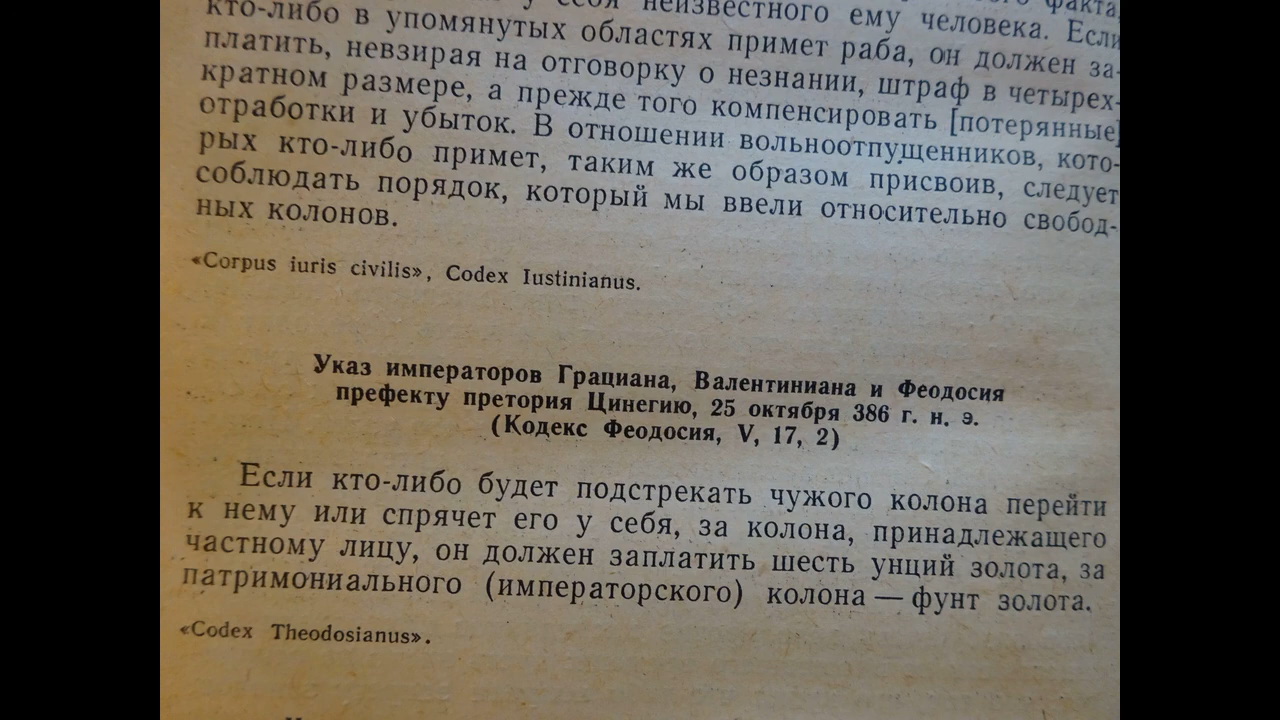 у себя неизвестного ему человека. Если
кто-либо в упомянутых областях примет раба, он должен за-
платить, невзирая на отговорку о незнании, штраф в четырех-
кратном размере, а прежде того компенсировать [потерянные]
отработки и убыток. В отношении вольноотпущенников, кото-
рых кто-либо примет, таким же образом присвоив, следует
соблюдать порядок, который мы ввели относительно свобод-
ных колонов.
«Corpus iuris civilis», Codex Iustinianus.
Указ императоров Грациана, Валентиниана и Феодосия
префекту претория Цинегию, 25 октября 386 г. н. э.
(Кодекс Феодосия, V, 17, 2)
Если кто-либо будет подстрекать чужого колона перейти
к нему или спрячет его у себя, за колона, принадлежащего
частному лицу, он должен заплатить шесть унций золота, за
патримониального (императорского) колона — фунт золота.
«Codex Theodosianus».